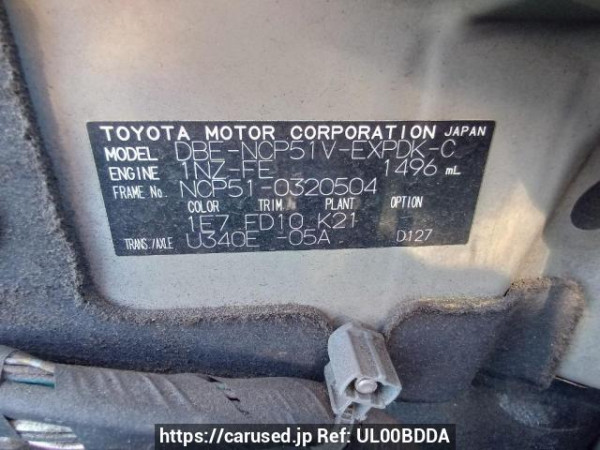 TOYOTA MOTOR CORPORATION JAPAN
MODEL DBE-NCP51V-EXPDK-C
ENGINE 1NZ-FE 1496 mL
FRAME No. NCP51-0320504
COLOR TRIM PLANT OPTION
1E7 FD10 K21
TRANS./AXLE U340E -05A D127
https://carused.jp Ref: UL00BDDA